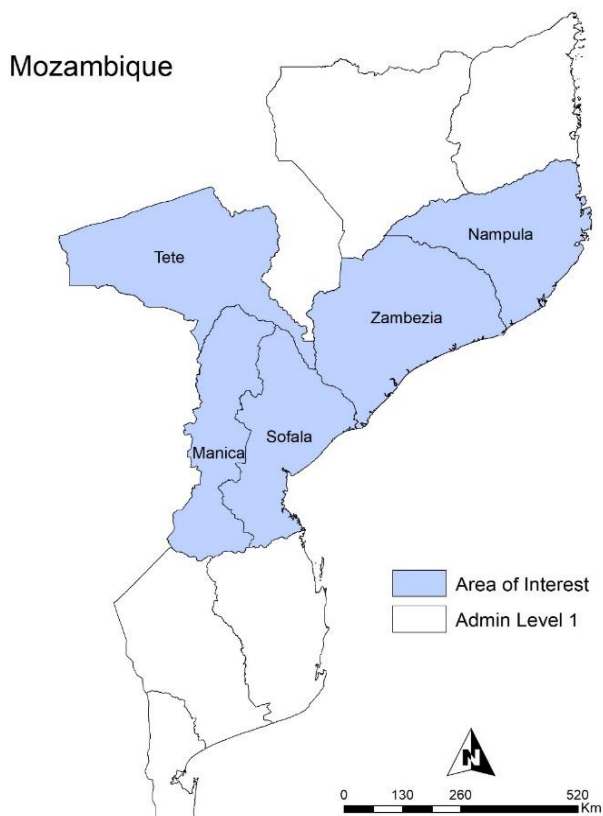 Mozambique
Nampula
Tete
Zambezia
Sofala
Manica
Area of Interest
Admin Level 1
N
0 130 260 520
Km